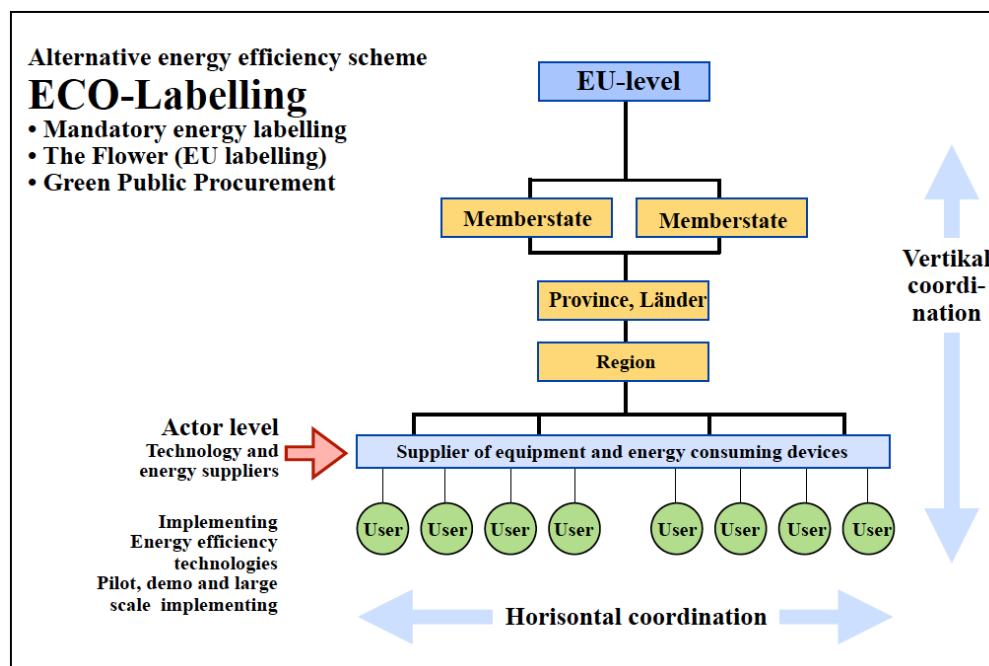 Alternative energy efficiency scheme
ECO-Labelling
• Mandatory energy labelling
• The Flower (EU labelling)
• Green Public Procurement
EU-level
Memberstate
Memberstate
Province, Länder
Region
Vertikal
coordi-
nation
Actor level
Technology and
energy suppliers
Supplier of equipment and energy consuming devices
User
User
User
User
User
User
User
User
Implementing
Energy efficiency
technologies
Pilot, demo and large
scale implementing
Horisontal coordination